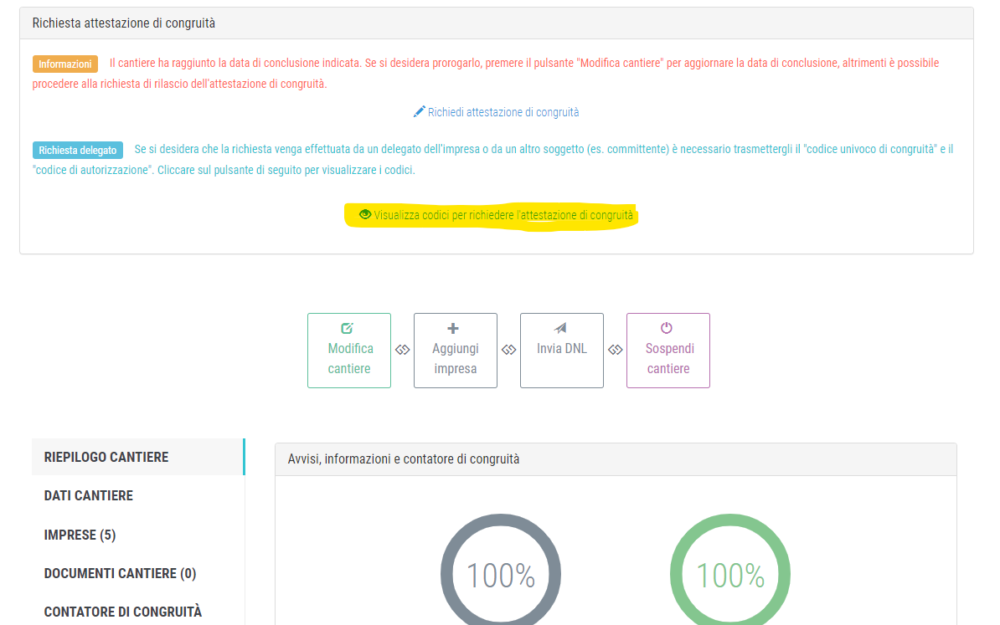 Richiesta attestazione di congruità
Informazioni Il cantiere ha raggiunto la data di conclusione indicata. Se si desidera prorogarlo, premere il pulsante "Modifica cantiere" per aggiornare la data di conclusione, altrimenti è possibile
procedere alla richiesta di rilascio dell'attestazione di congruità.
Richiedi attestazione di congruità
Richiesta delegato Se si desidera che la richiesta venga effettuata da un delegato dell'impresa o da un altro soggetto (es. committente) è necessario trasmettergli il "codice univoco di congruità" e il
"codice di autorizzazione". Cliccare sul pulsante di seguito per visualizzare i codici.
Visualizza codici per richiedere l'attestazione di congruità
Modifica
cantiere
Aggiungi
impresa
Invia DNL
Sospendi
cantiere
RIEPILOGO CANTIERE
DATI CANTIERE
IMPRESE (5)
DOCUMENTI CANTIERE (0)
CONTATORE DI CONGRUITÀ
Avvisi, informazioni e contatore di congruità
100%
100%